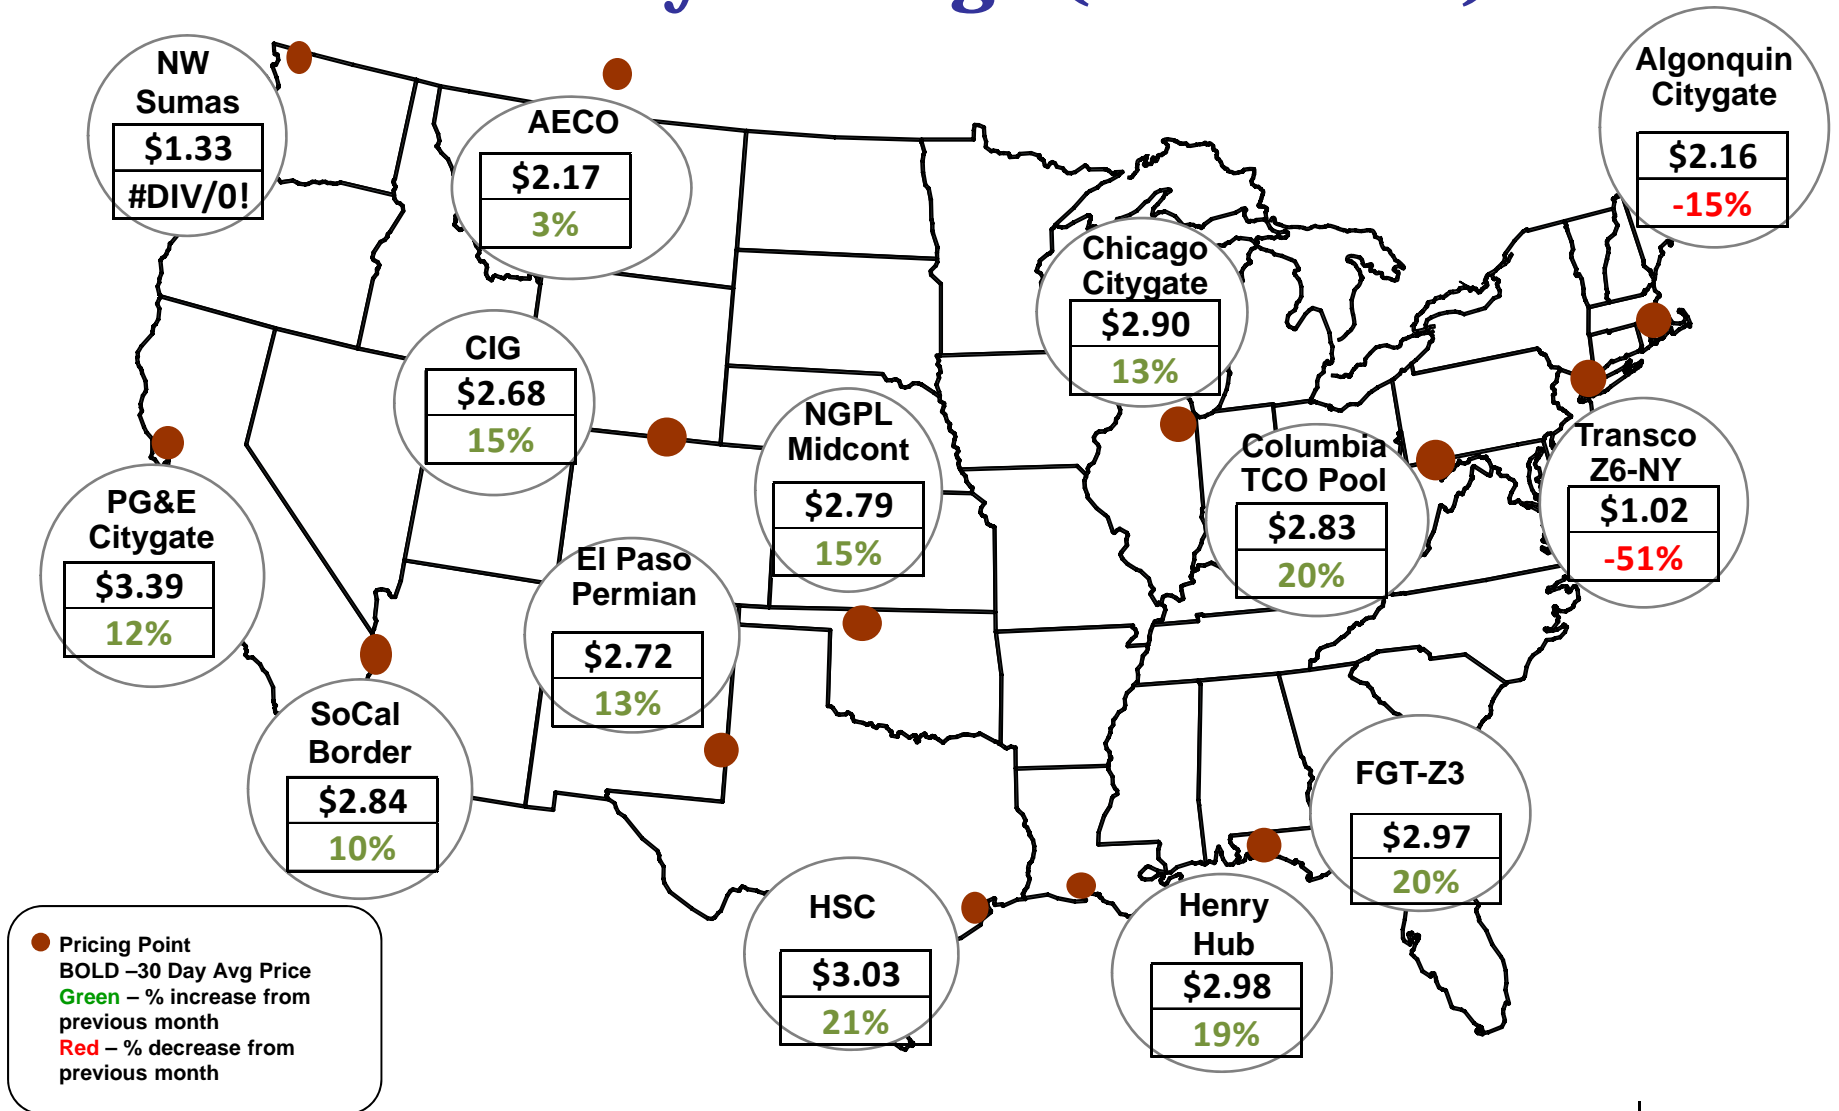 NW
Sumas
$1.33
#DIV/0!
AECO
$2.17
3%
Algonquin
Citygate
$2.16
-15%
Chicago
Citygate
$2.90
13%
CIG
$2.68
15%
NGPL
Midcont
$2.79
15%
Columbia
TCO Pool
$2.83
20%
Transco
Z6-NY
$1.02
-51%
PG&E
Citygate
$3.39
12%
El Paso
Permian
$2.72
13%
SoCal
Border
$2.84
10%
FGT-Z3
$2.97
20%
HSC
$3.03
21%
Henry
Hub
$2.98
19%
Pricing Point
BOLD –30 Day Avg Price
Green – % increase from
previous month
Red – % decrease from
previous month